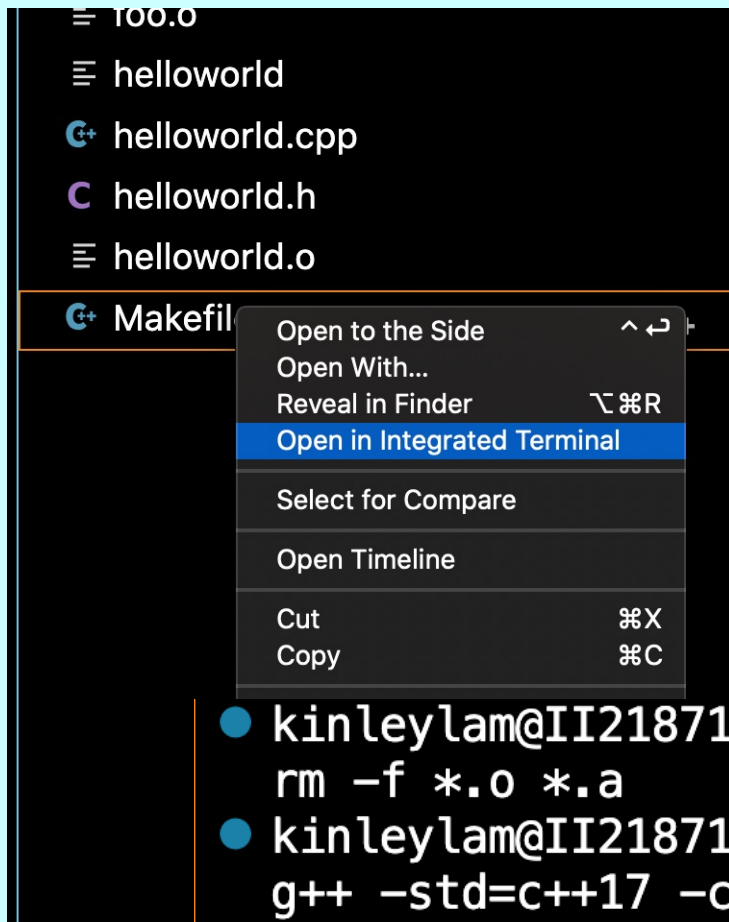 foo.o
helloworld
C++ helloworld.cpp
C helloworld.h
helloworld.o
C++ Makefil
Open to the Side ^ ↩
Open With...
Reveal in Finder ⌥⌘R
Open in Integrated Terminal
Select for Compare
Open Timeline
Cut ⌘X
Copy ⌘C
kinleylam@II21871
rm -f *.o *.a
kinleylam@II21871
g++ -std=c++17 -c